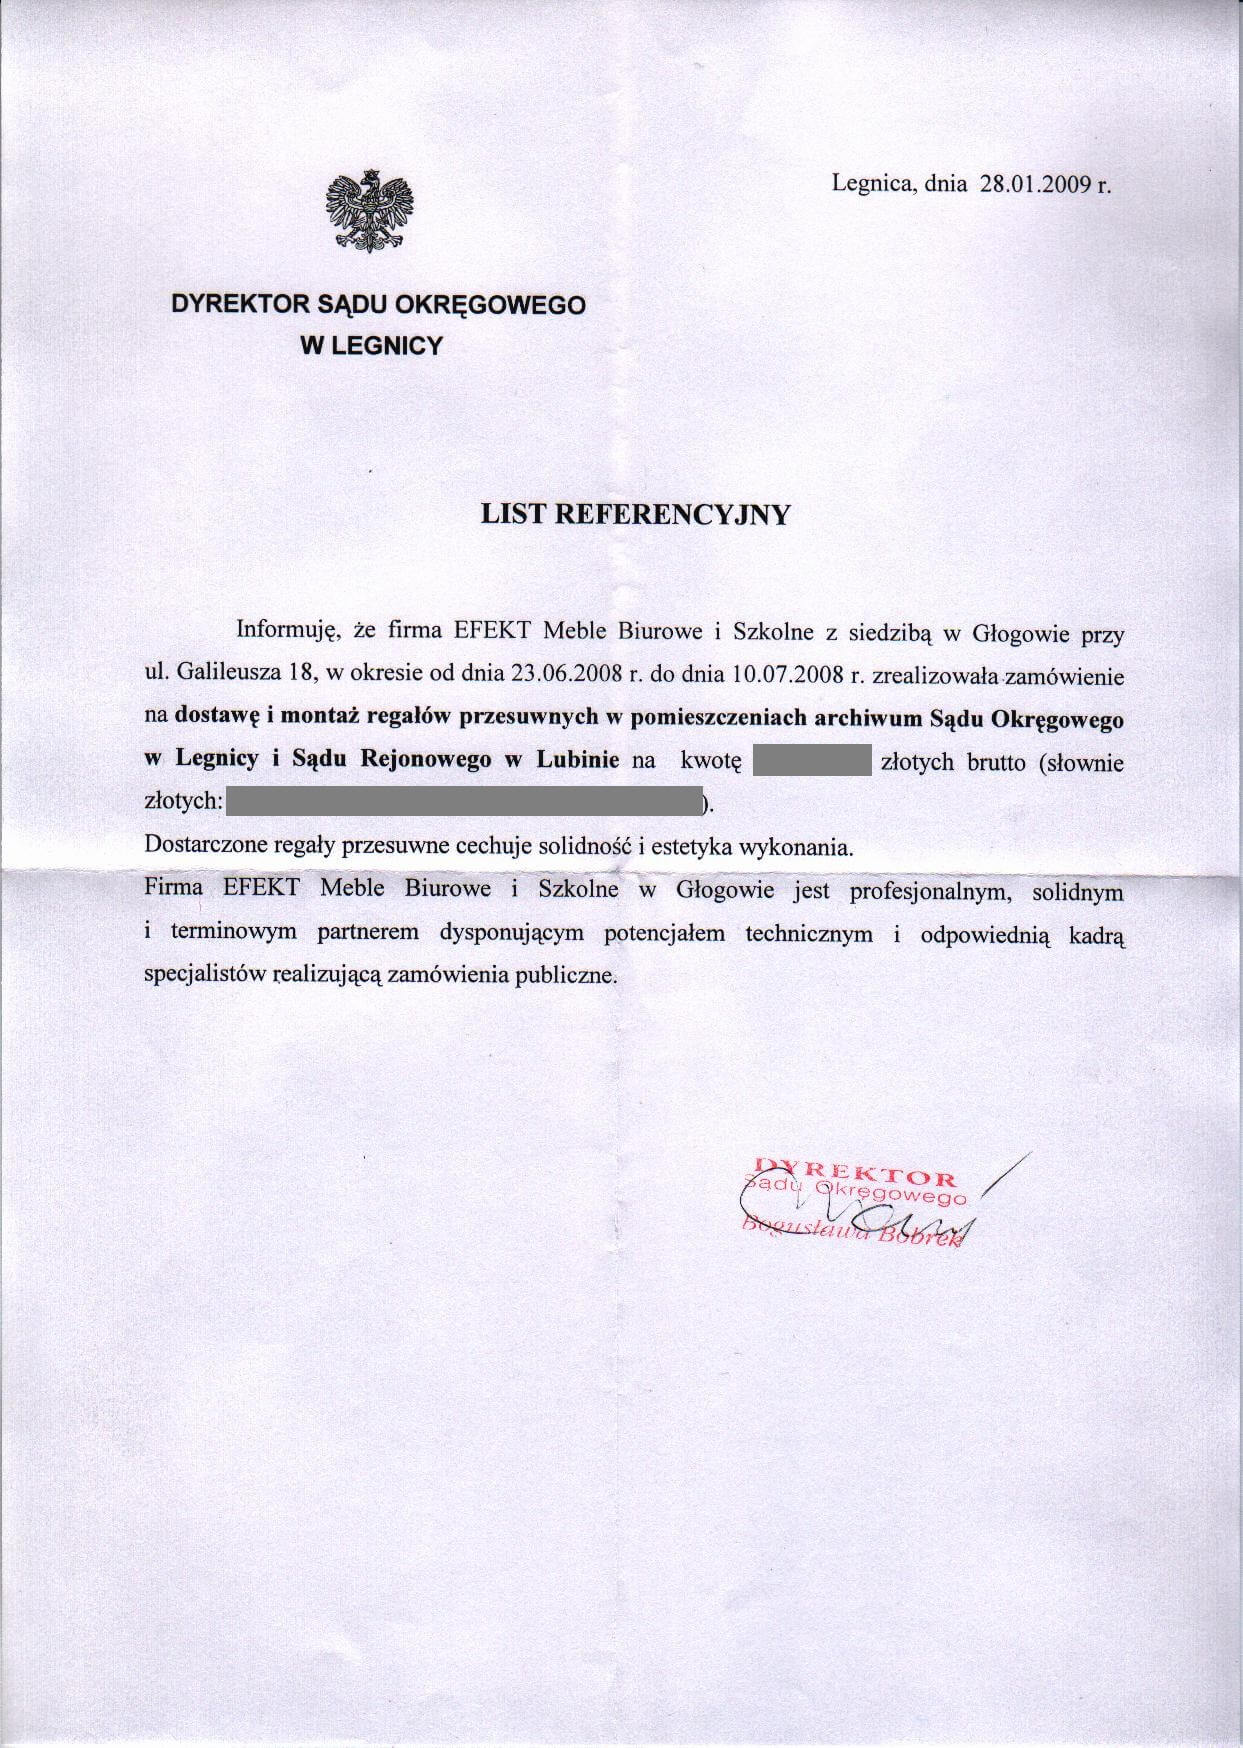 Legnica, dnia 28.01.2009 r.
DYREKTOR SĄDU OKRĘGOWEGO
W LEGNICY
LIST REFERENCYJNY
Informuję, że firma EFEKT Meble Biurowe i Szkolne z siedzibą w Głogowie przy
ul. Galileusza 18, w okresie od dnia 23.06.2008 r. do dnia 10.07.2008 r. zrealizowała zamówienie
na dostawę i montaż regałów przesuwnych w pomieszczeniach archiwum Sądu Okręgowego
w Legnicy i Sądu Rejonowego w Lubinie na kwotę złotych brutto (słownie
złotych: ).
Dostarczone regały przesuwne cechuje solidność i estetyka wykonania.
Firma EFEKT Meble Biurowe i Szkolne w Głogowie jest profesjonalnym, solidnym
i terminowym partnerem dysponującym potencjałem technicznym i odpowiednią kadrą
specjalistów realizującą zamówienia publiczne.
DYREKTOR
Sądu Okręgowego
Bogusława Bobrek